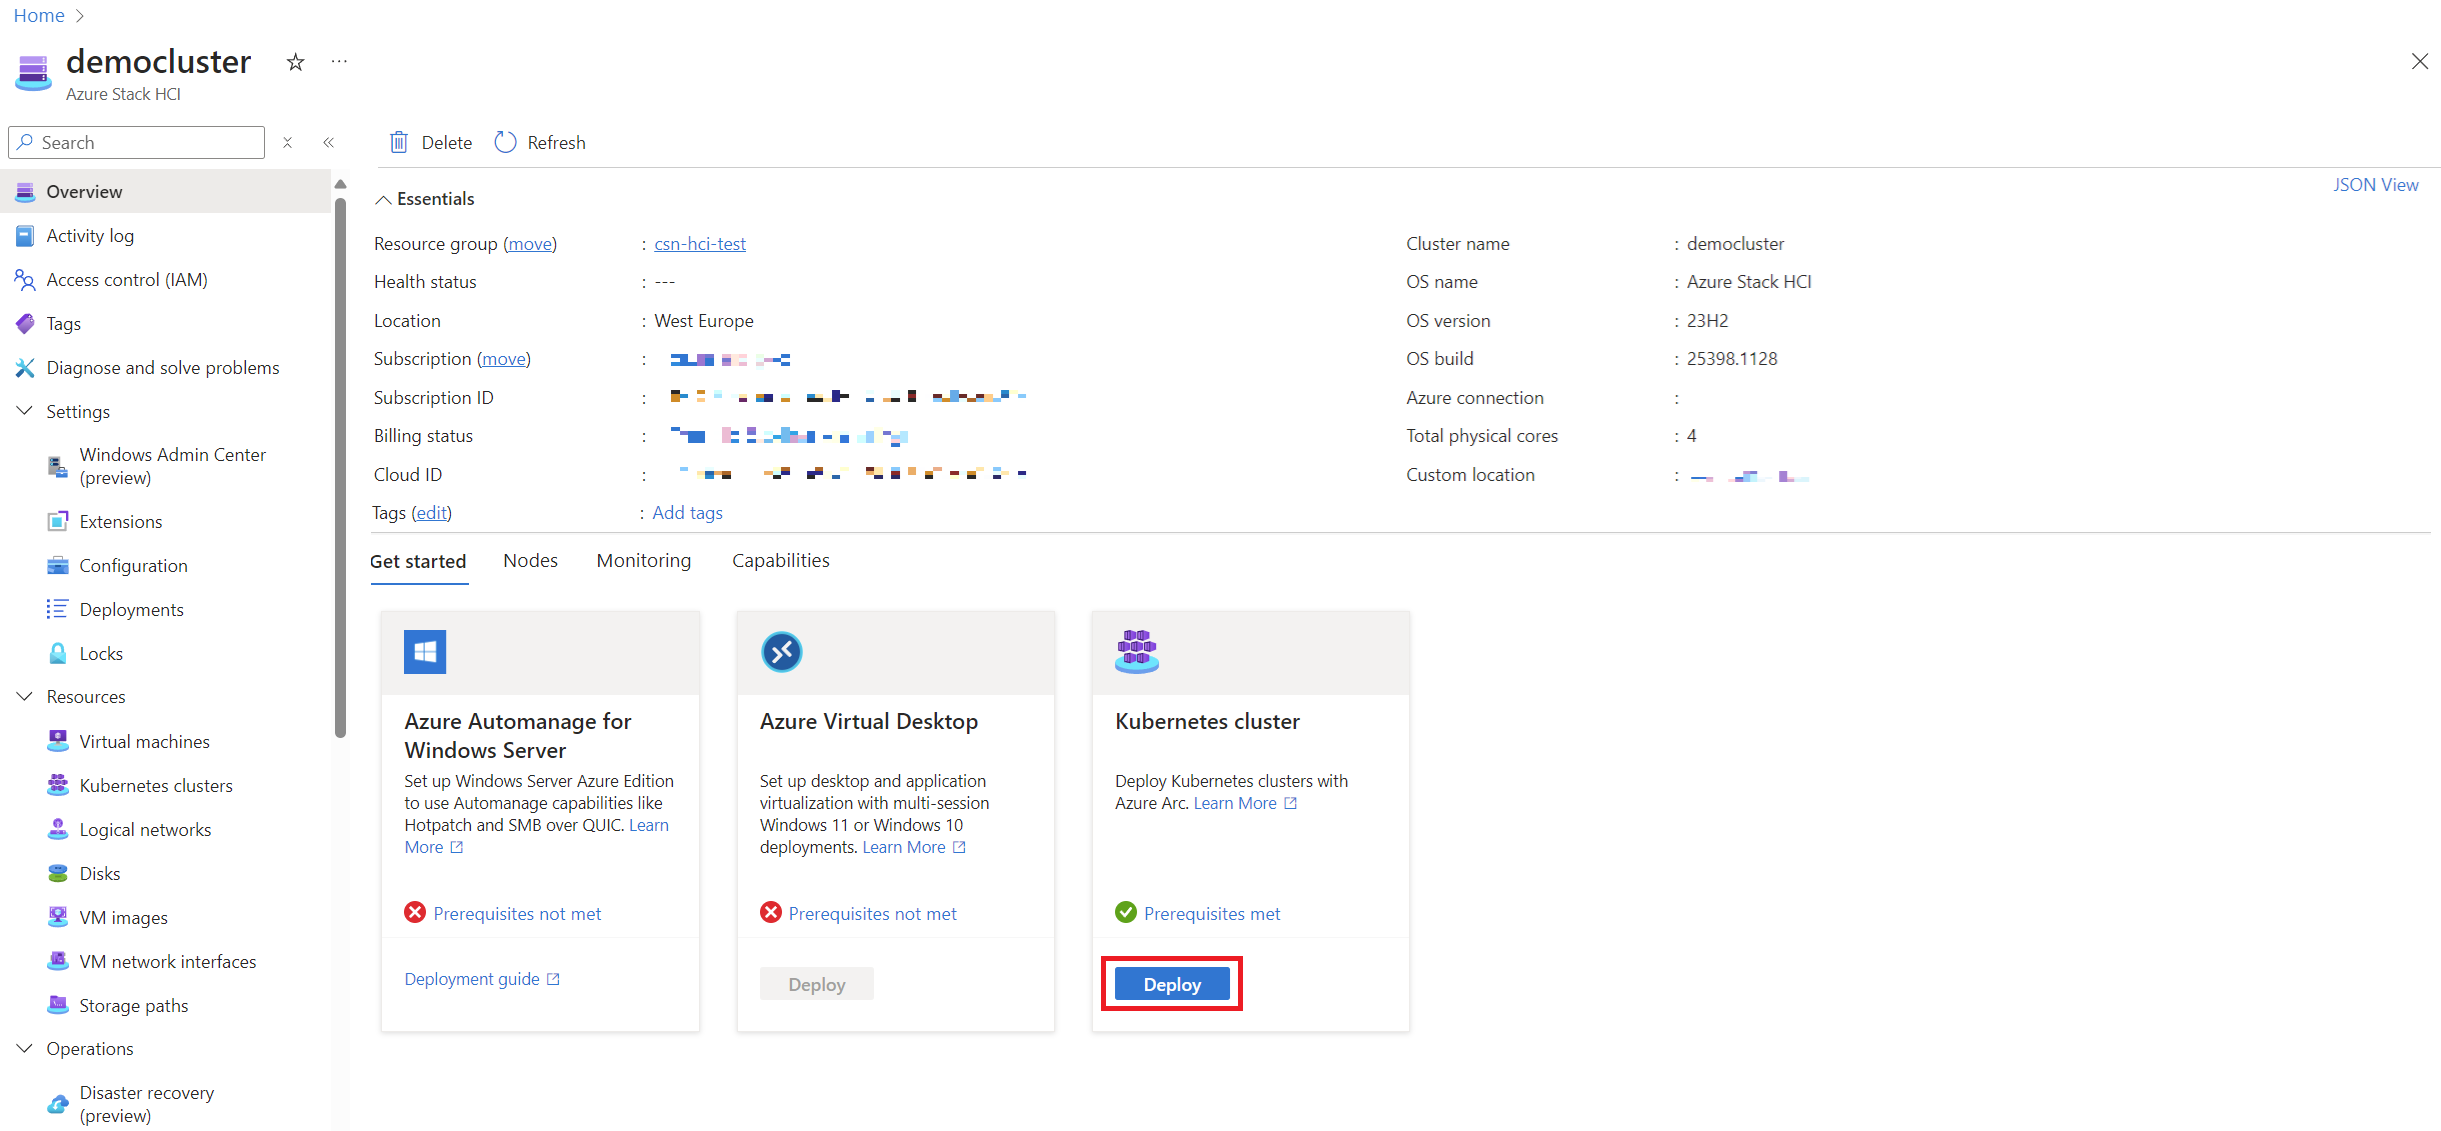 Home
democluster
Azure Stack HCI
Search
Overview
Activity log
Access control (IAM)
Tags
Diagnose and solve problems
Settings
Windows Admin Center
(preview)
Extensions
Configuration
Deployments
Locks
Resources
Virtual machines
Kubernetes clusters
Logical networks
Disks
VM images
VM network interfaces
Storage paths
Operations
Disaster recovery
(preview)
Delete Refresh
JSON View
Essentials
Resource group (move) : csn-hci-test
Health status : ---
Location : West Europe
Subscription (move) :
Subscription ID :
Billing status :
Cloud ID :
Tags (edit) : Add tags
Cluster name : democluster
OS name : Azure Stack HCI
OS version : 23H2
OS build : 25398.1128
Azure connection :
Total physical cores : 4
Custom location :
Get started Nodes Monitoring Capabilities
Azure Automanage for
Windows Server
Set up Windows Server Azure Edition
to use Automanage capabilities like
Hotpatch and SMB over QUIC. Learn
More
Prerequisites not met
Deployment guide
Azure Virtual Desktop
Set up desktop and application
virtualization with multi-session
Windows 11 or Windows 10
deployments. Learn More
Prerequisites not met
Deploy
Kubernetes cluster
Deploy Kubernetes clusters with
Azure Arc. Learn More
Prerequisites met
Deploy